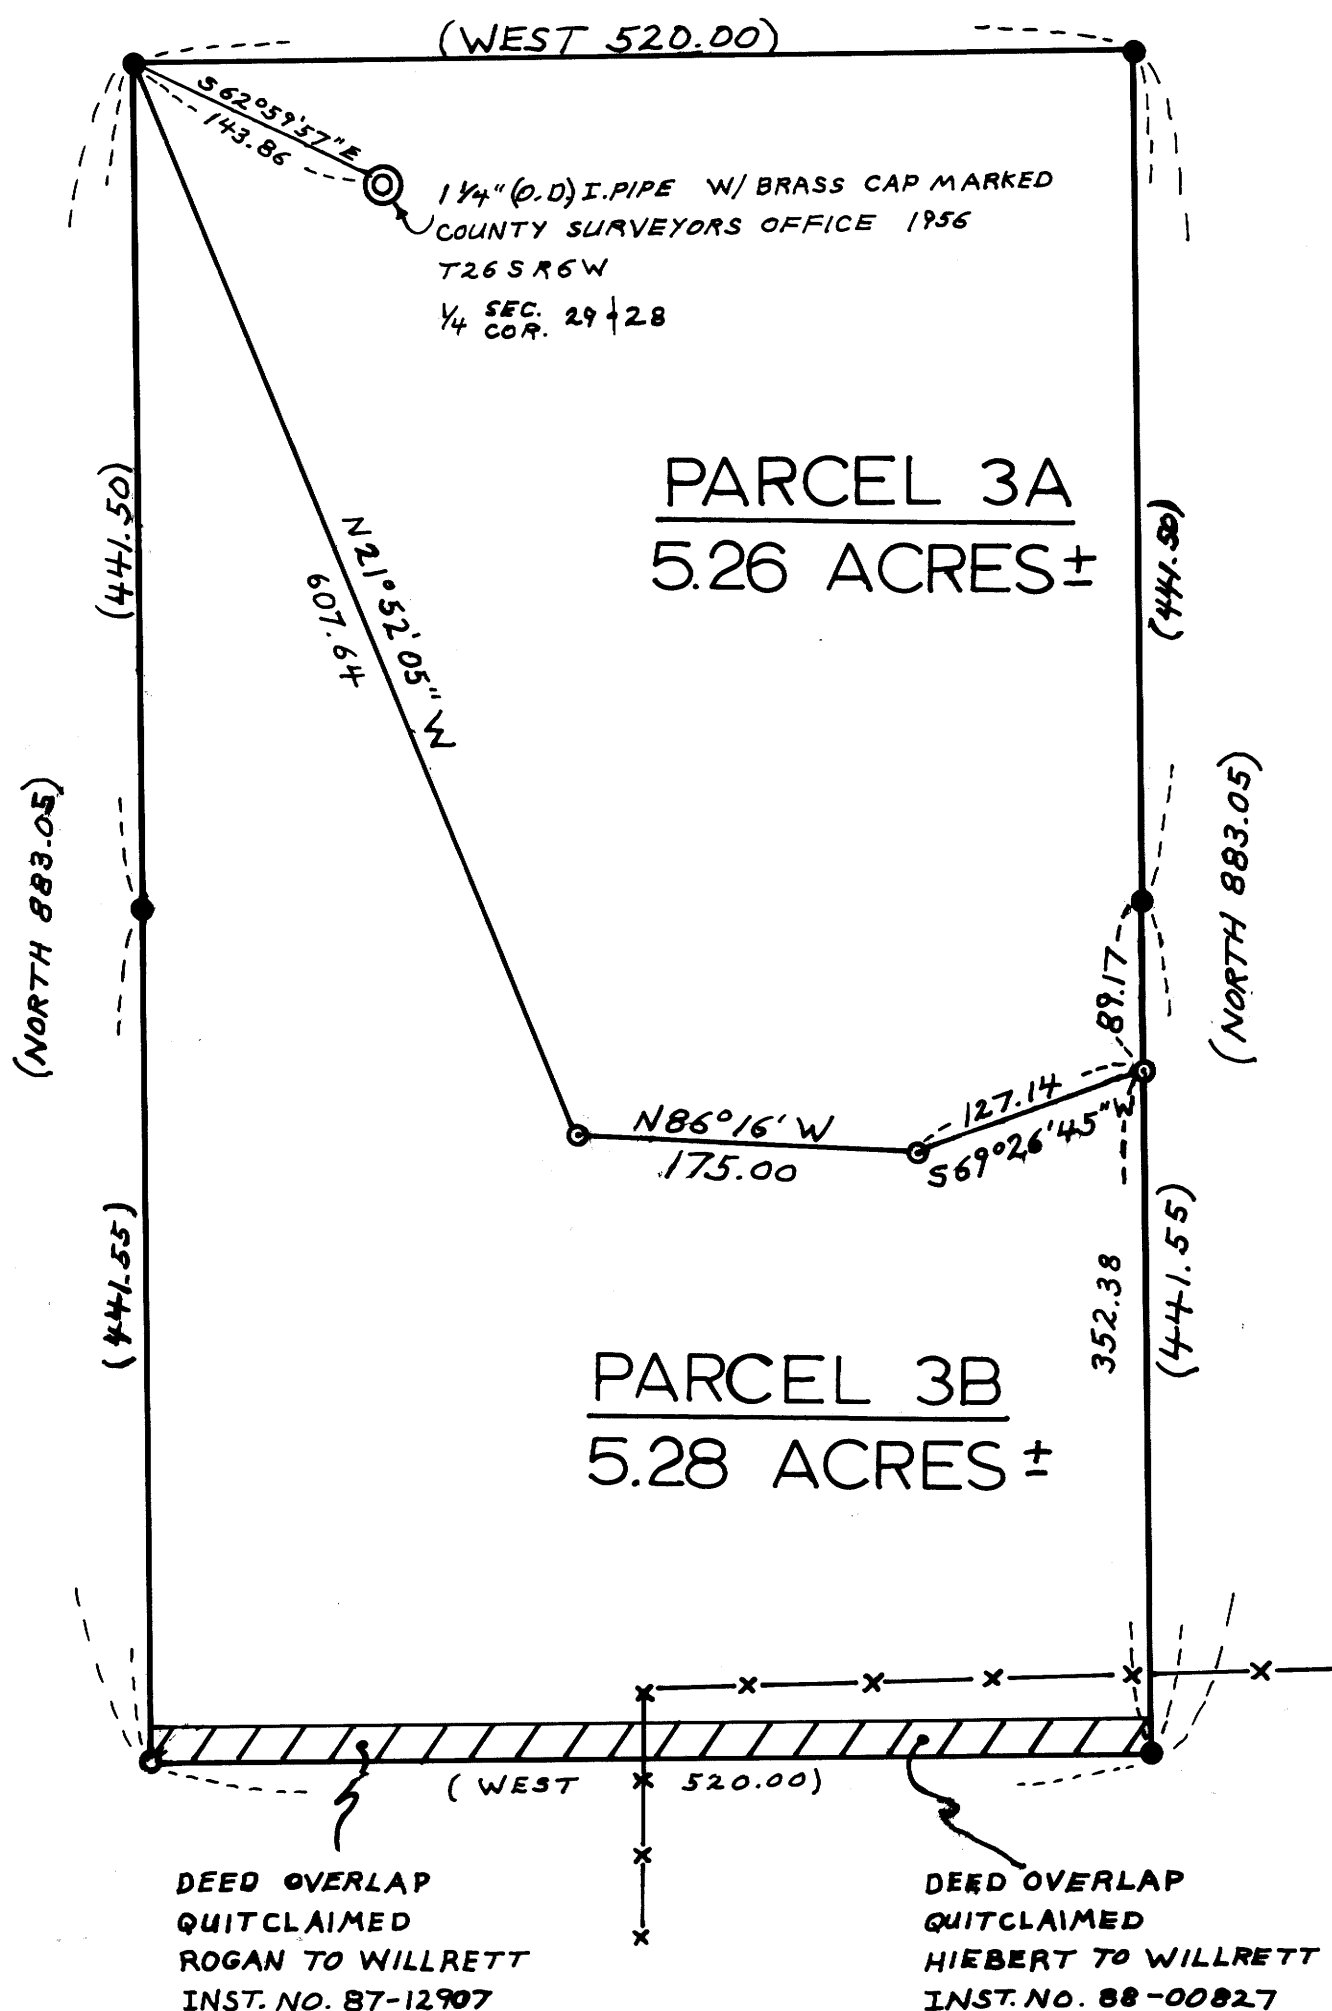 (WEST 520.00)
S62°59'57"E
143.86
1 1/4" (O.D.) I.PIPE W/ BRASS CAP MARKED
COUNTY SURVEYORS OFFICE 1956
T26S R6W
1/4 SEC. COR. 29 28
PARCEL 3A
5.26 ACRES±
(441.50)
(441.50)
N21°52'05"W
607.64
(NORTH 883.05)
(NORTH 883.05)
89.17
127.14
S69°26'45"W
N86°16'W
175.00
(441.55)
352.38
(441.55)
PARCEL 3B
5.28 ACRES±
(WEST 520.00)
DEED OVERLAP
QUITCLAIMED
ROGAN TO WILLRETT
INST. NO. 87-12907
DEED OVERLAP
QUITCLAIMED
HIEBERT TO WILLRETT
INST. NO. 88-00827